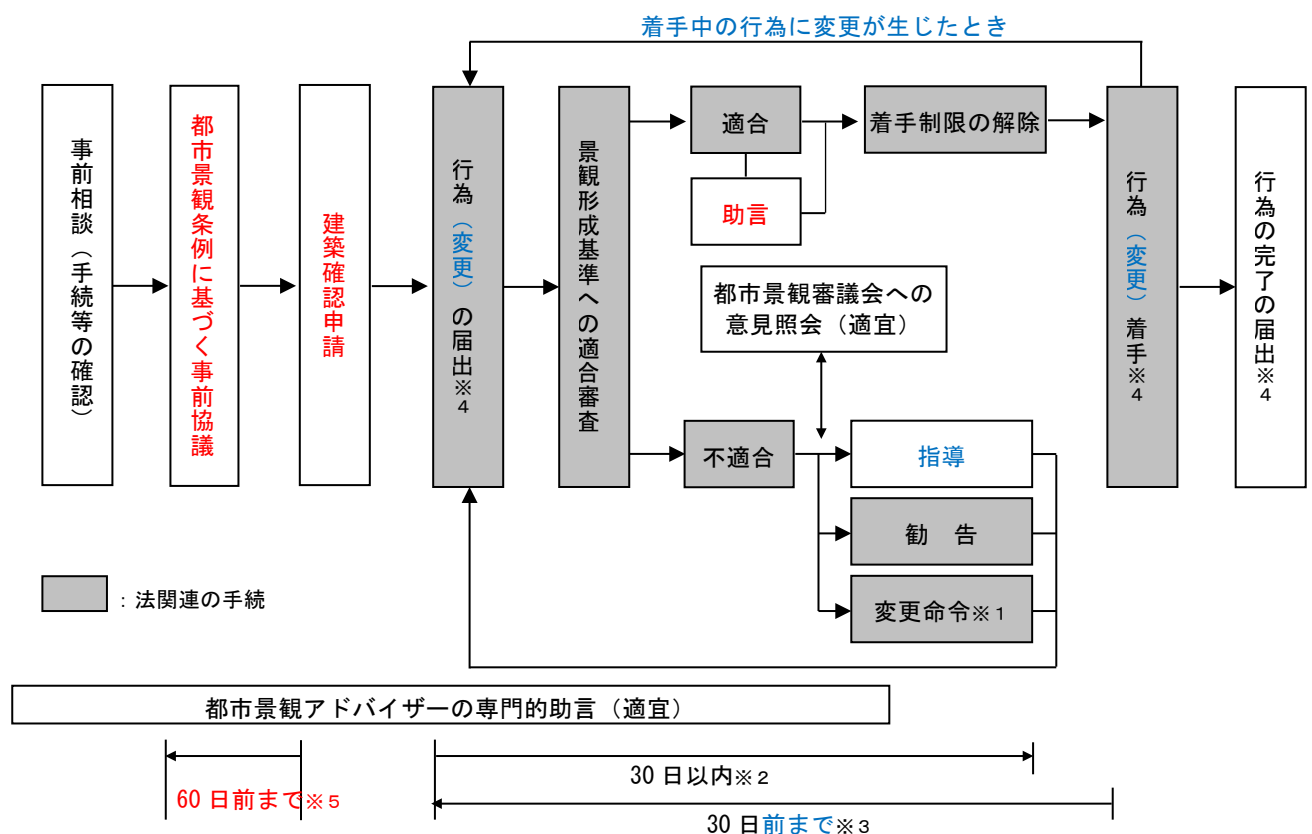 着手中の行為に変更が生じたとき
事前相談（手続等の確認）
都市景観条例に基づく事前協議
建築確認申請
行為（変更）の届出※４
景観形成基準への適合審査
適合
助言
着手制限の解除
都市景観審議会への
意見照会（適宜）
不適合
指導
勧　告
変更命令※１
行為（変更）着手※４
行為の完了の届出※４
：法関連の手続
都市景観アドバイザーの専門的助言（適宜）
60日前まで※５
30日以内※２
30日前まで※３